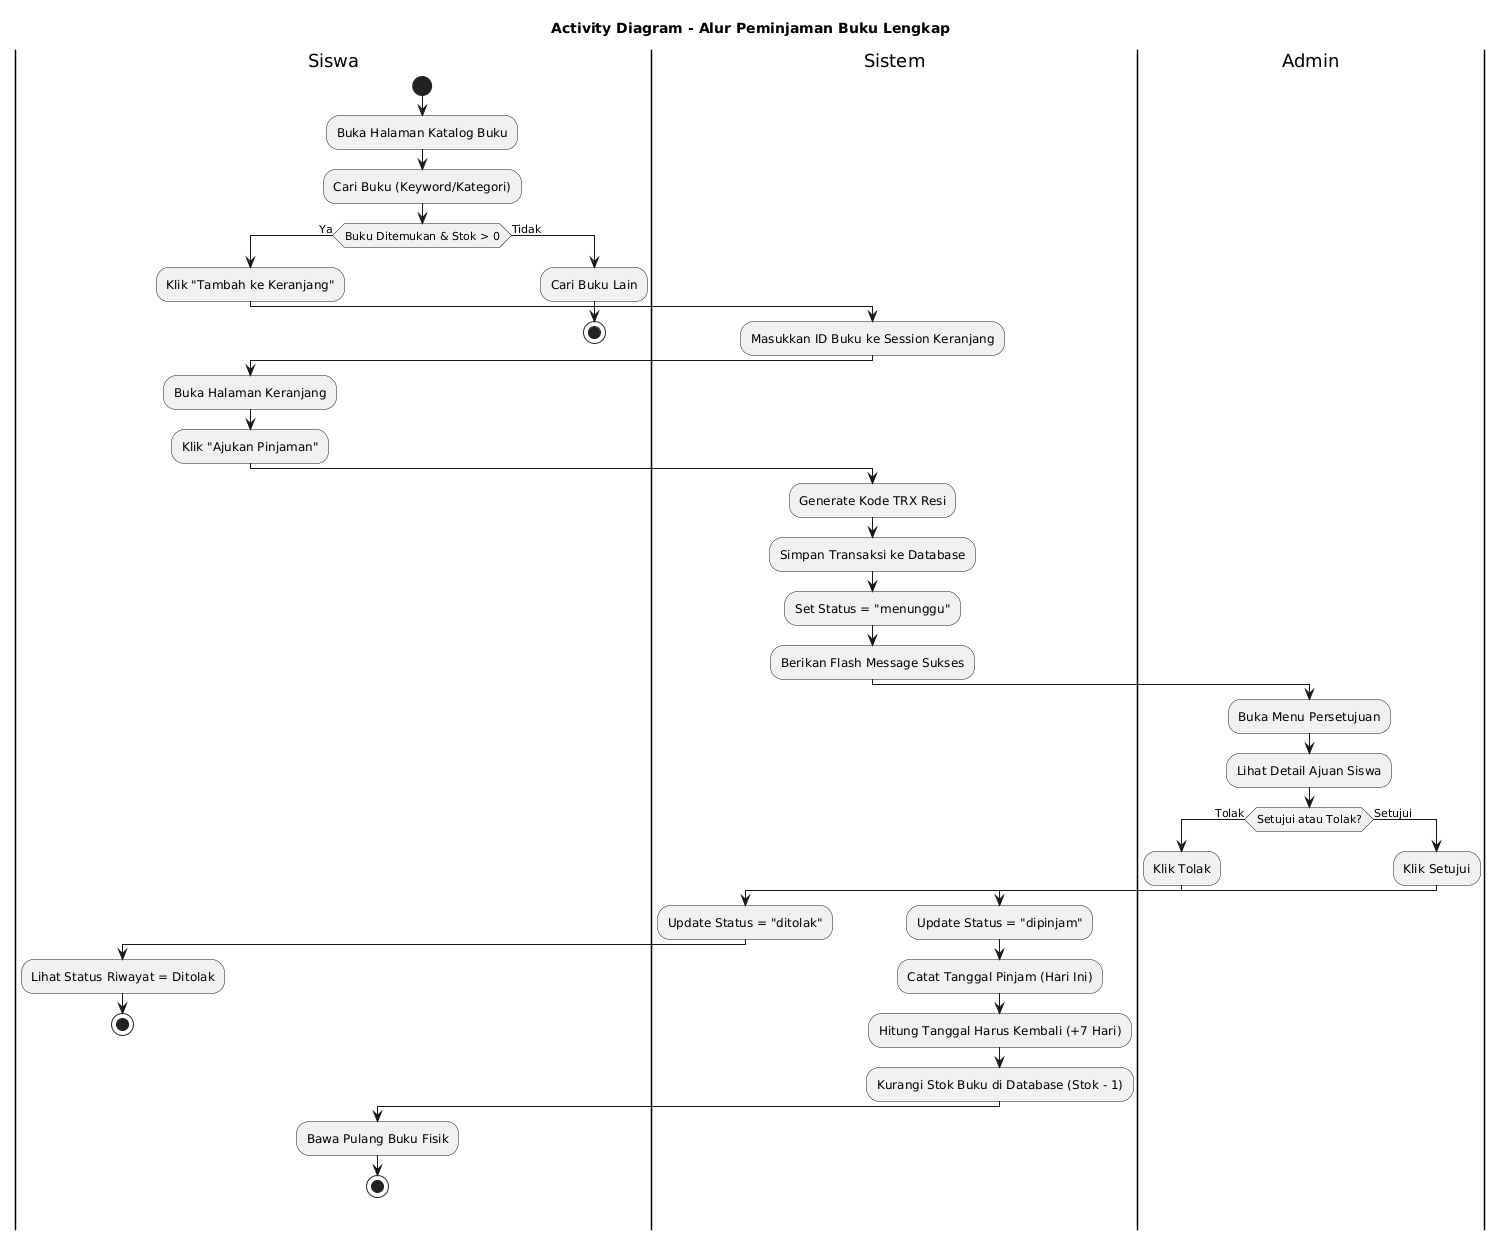 Activity Diagram - Alur Peminjaman Buku Lengkap
Siswa
Sistem
Admin
Buka Halaman Katalog Buku
Cari Buku (Keyword/Kategori)
Ya
Buku Ditemukan & Stok > 0
Tidak
Klik "Tambah ke Keranjang"
Cari Buku Lain
Masukkan ID Buku ke Session Keranjang
Buka Halaman Keranjang
Klik "Ajukan Pinjaman"
Generate Kode TRX Resi
Simpan Transaksi ke Database
Set Status = "menunggu"
Berikan Flash Message Sukses
Buka Menu Persetujuan
Lihat Detail Ajuan Siswa
Tolak
Setujui atau Tolak?
Setujui
Klik Tolak
Klik Setujui
Update Status = "ditolak"
Update Status = "dipinjam"
Lihat Status Riwayat = Ditolak
Catat Tanggal Pinjam (Hari Ini)
Hitung Tanggal Harus Kembali (+7 Hari)
Kurangi Stok Buku di Database (Stok - 1)
Bawa Pulang Buku Fisik